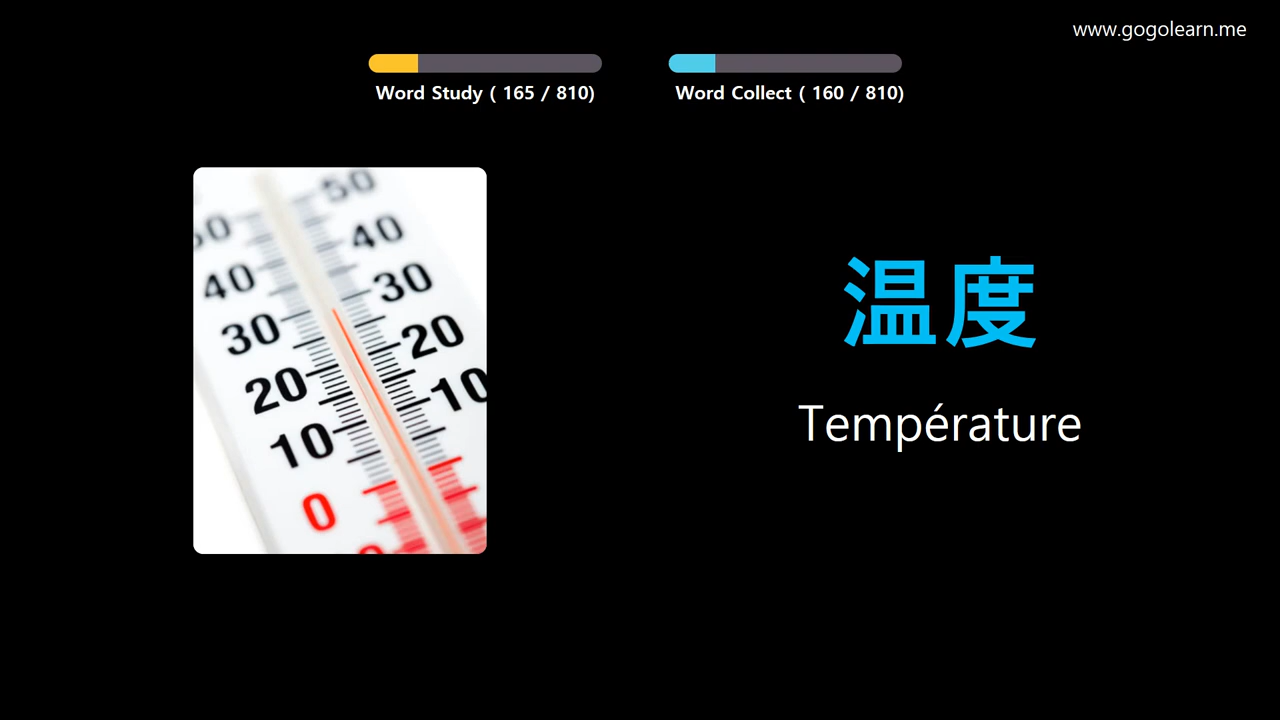 www.gogolearn.me
Word Study ( 165 / 810)
Word Collect ( 160 / 810)
50
50
40
40
30
30
20
20
10
10
0
温度
Température